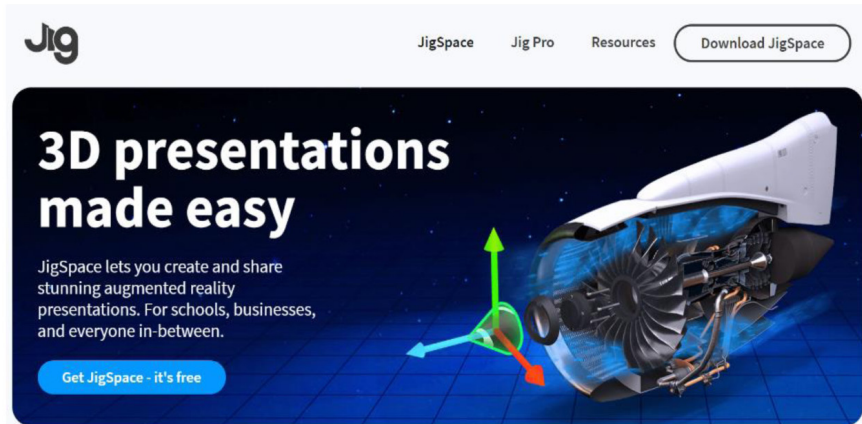 Jig
JigSpace
Jig Pro
Resources
Download JigSpace
3D presentations
made easy
JigSpace lets you create and share
stunning augmented reality
presentations. For schools, businesses,
and everyone in-between.
Get JigSpace - it's free